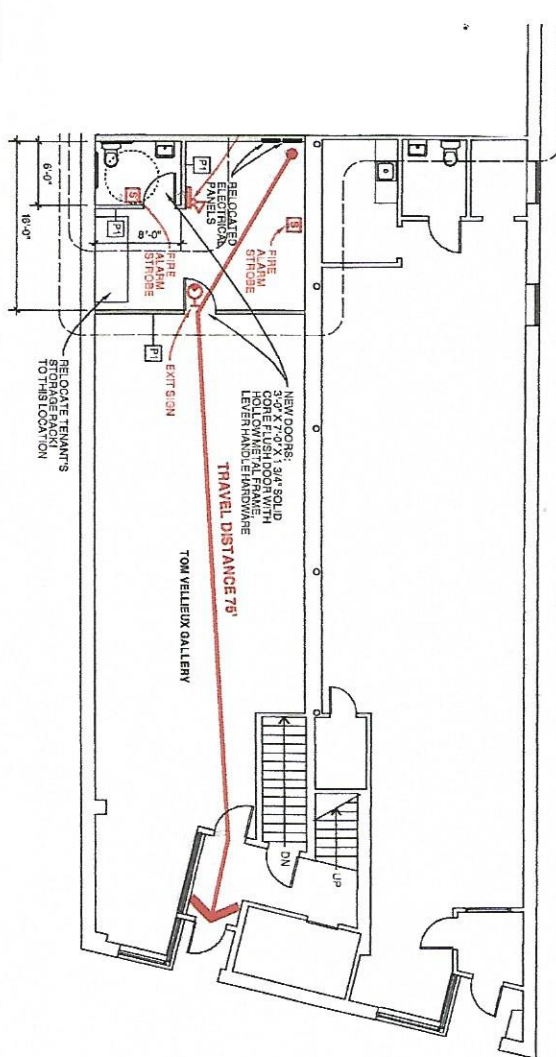 6'-0"
16'-0"
8'-0"
P1
RELOCATED
ELECTRICAL
PANELS
S
FIRE
ALARM
STROBE
S
FIRE
ALARM
STROBE
P1
EXIT SIGN
P1
RELOCATE TENANT'S
STORAGE RACK!
TO THIS LOCATION
NEW DOORS:
3'-0" X 7'-0" X 1 3/4" SOLID
CORE FLUSH DOOR WITH
HOLLOW METAL FRAME,
LEVER HANDLE HARDWARE
TRAVEL DISTANCE 75'
TOM VELLIEUX GALLERY
DN
UP